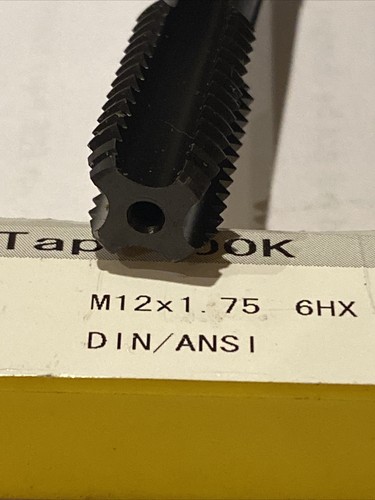 Tap
M12x1.75 6HX
DIN/ANSI